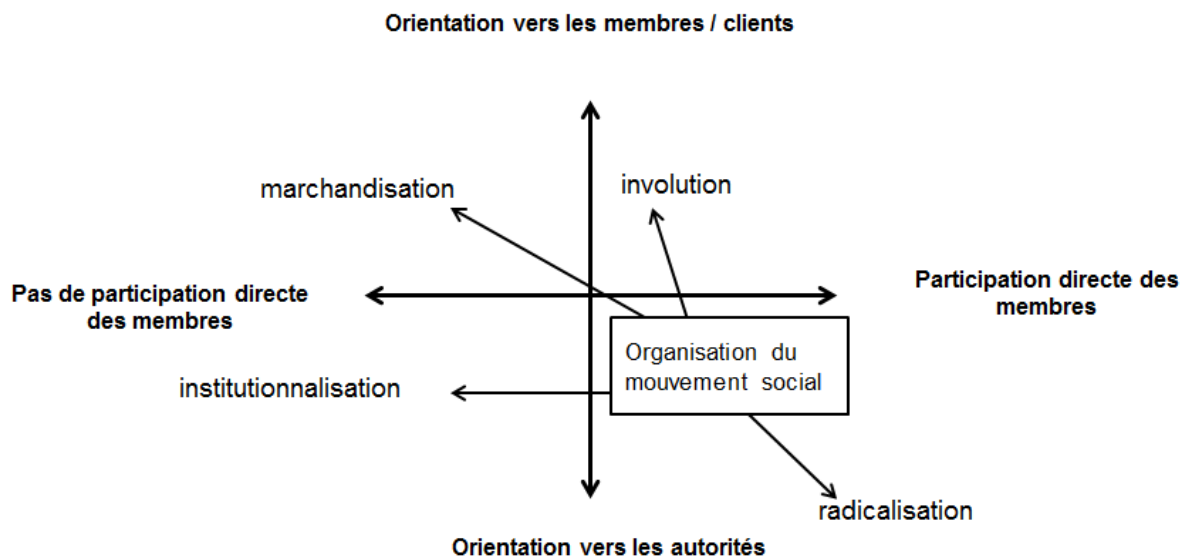 Orientation vers les membres / clients
marchandisation
involution
Pas de participation directe
des membres
Participation directe des
membres
Organisation du
mouvement social
institutionnalisation
radicalisation
Orientation vers les autorités